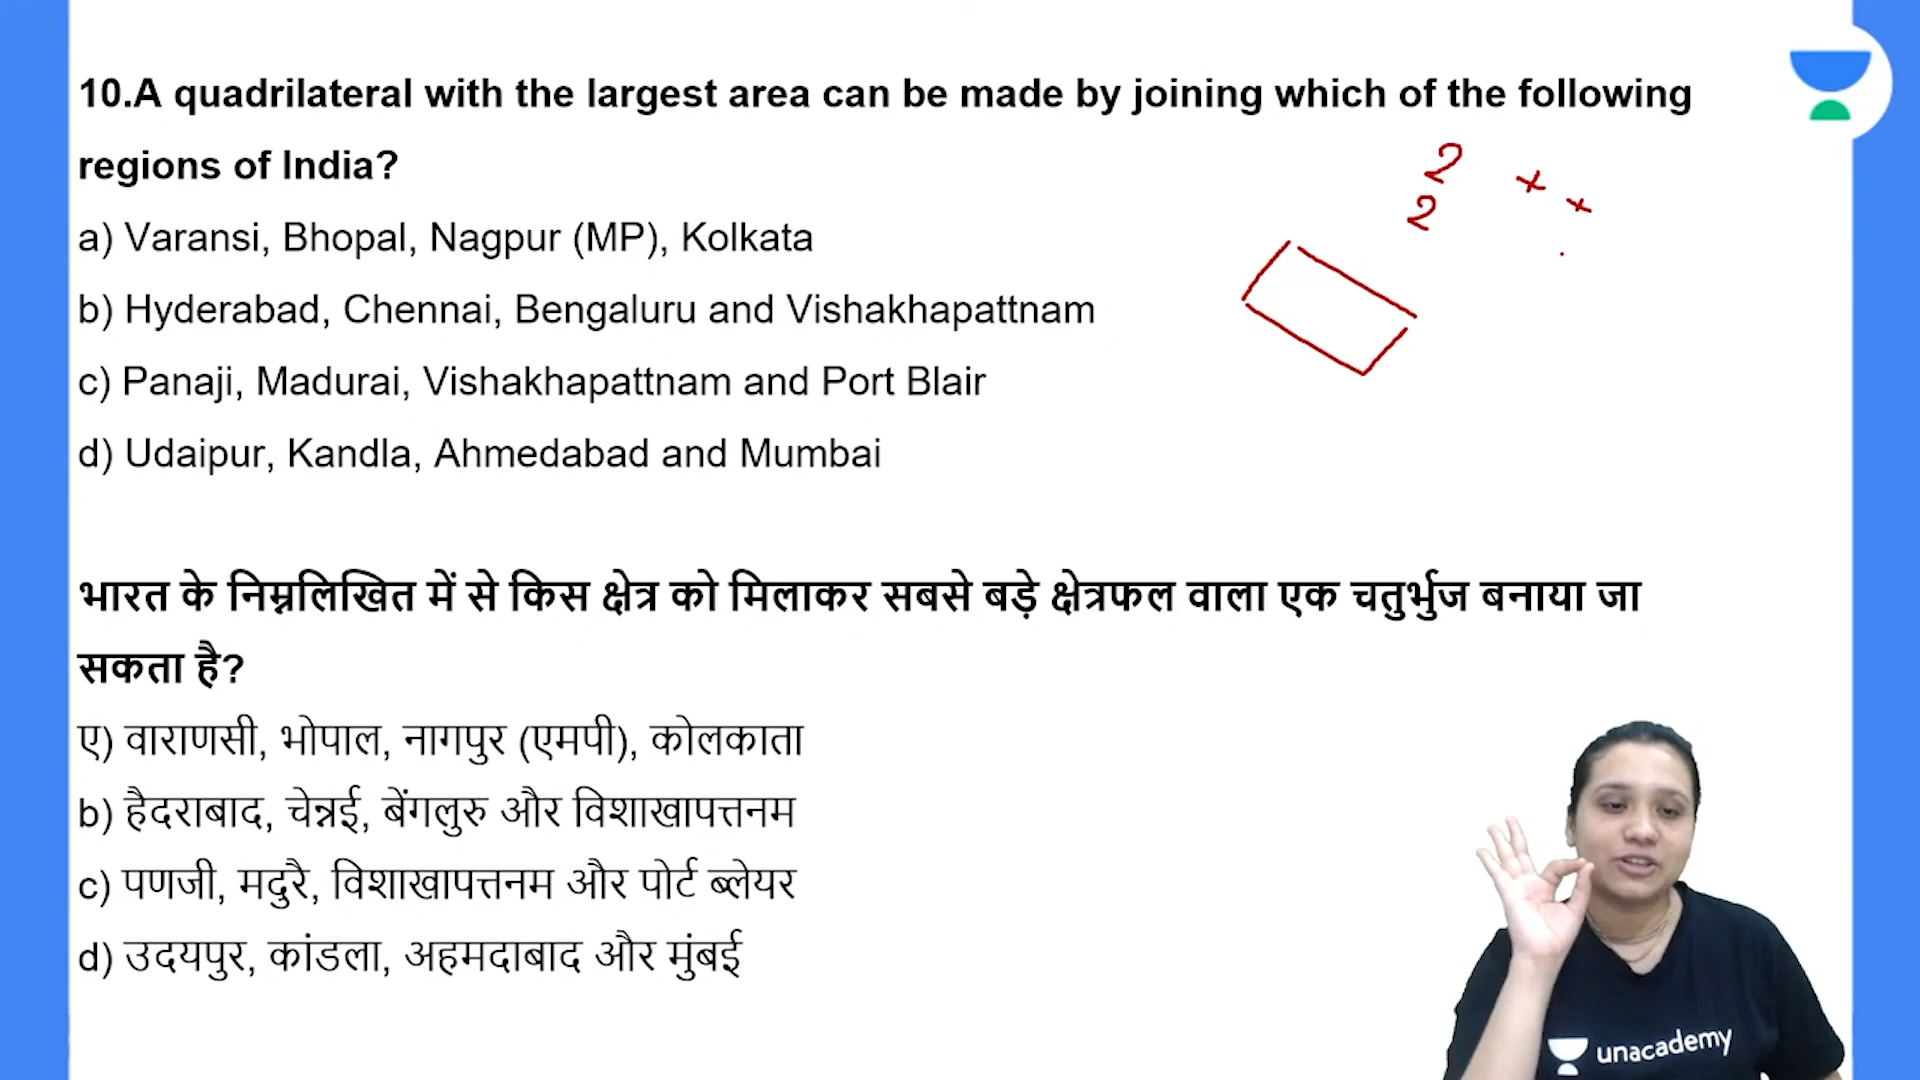 10.A quadrilateral with the largest area can be made by joining which of the following
regions of India?
2 + +
2
a) Varansi, Bhopal, Nagpur (MP), Kolkata
b) Hyderabad, Chennai, Bengaluru and Vishakhapattnam
c) Panaji, Madurai, Vishakhapattnam and Port Blair
d) Udaipur, Kandla, Ahmedabad and Mumbai
भारत के निम्नलिखित में से किस क्षेत्र को मिलाकर सबसे बड़े क्षेत्रफल वाला एक चतुर्भुज बनाया जा
सकता है?
ए) वाराणसी, भोपाल, नागपुर (एमपी), कोलकाता
b) हैदराबाद, चेन्नई, बेंगलुरु और विशाखापत्तनम
c) पणजी, मदुरै, विशाखापत्तनम और पोर्ट ब्लेयर
d) उदयपुर, कांडला, अहमदाबाद और मुंबई
unacademy